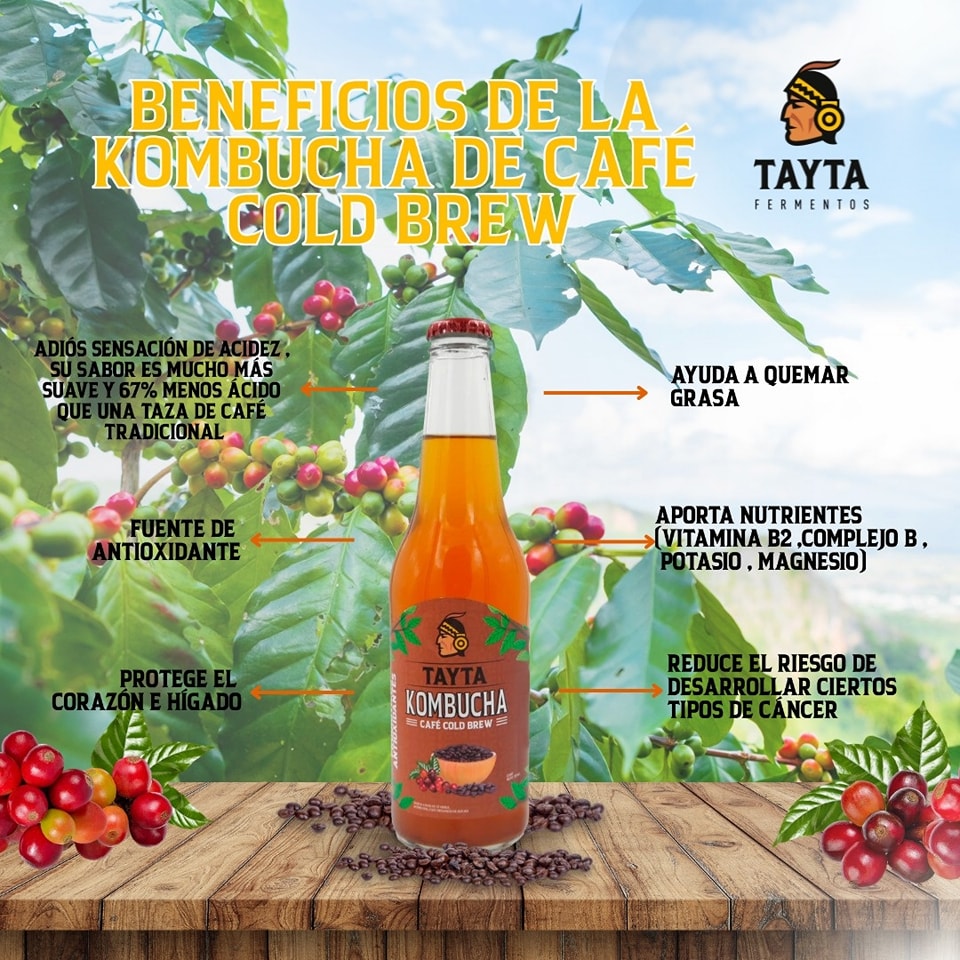 BENEFICIOS DE LA
KOMBUCHA DE CAFÉ
COLD BREW
TAYTA
FERMENTOS
ADIÓS SENSACIÓN DE ACIDEZ ,
SU SABOR ES MUCHO MÁS
SUAVE Y 67% MENOS ÁCIDO
QUE UNA TAZA DE CAFÉ
TRADICIONAL
AYUDA A QUEMAR
GRASA
FUENTE DE
ANTIOXIDANTE
APORTA NUTRIENTES
(VITAMINA B2 ,COMPLEJO B ,
POTASIO , MAGNESIO)
PROTEGE EL
CORAZÓN E HÍGADO
REDUCE EL RIESGO DE
DESARROLLAR CIERTOS
TIPOS DE CÁNCER
TAYTA
KOMBUCHA
CAFÉ COLD BREW
ANTIOXIDANTES